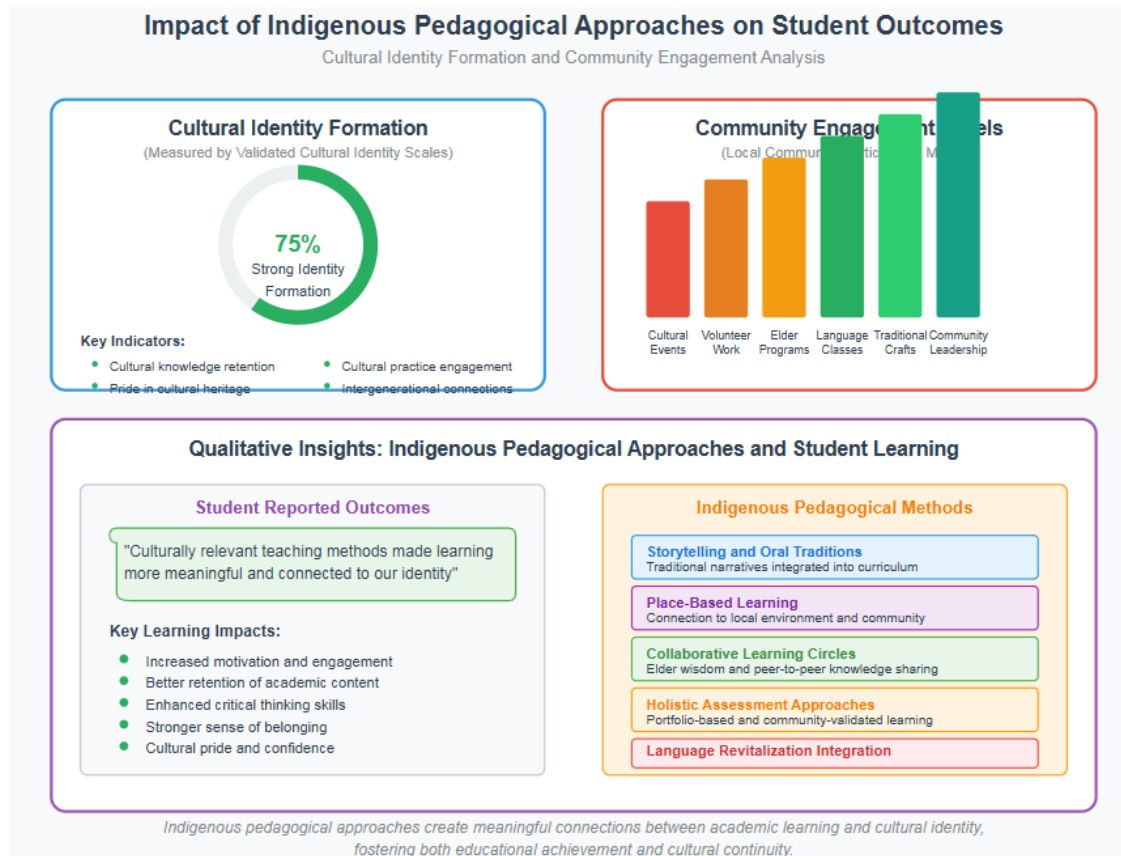 Impact of Indigenous Pedagogical Approaches on Student Outcomes
Cultural Identity Formation and Community Engagement Analysis
Cultural Identity Formation
(Measured by Validated Cultural Identity Scales)
75%
Strong Identity
Formation
Key Indicators:
Cultural knowledge retention
Cultural practice engagement
Pride in cultural heritage
Intergenerational connections
Community
(Local
Cultural
Events
Volunteer
Work
Elder
Programs
Language
Classes
Traditional
Crafts
Community
Leadership
Qualitative Insights: Indigenous Pedagogical Approaches and Student Learning
Student Reported Outcomes
"Culturally relevant teaching methods made learning
more meaningful and connected to our identity"
Key Learning Impacts:
Increased motivation and engagement
Better retention of academic content
Enhanced critical thinking skills
Stronger sense of belonging
Cultural pride and confidence
Indigenous Pedagogical Methods
Storytelling and Oral Traditions
Traditional narratives integrated into curriculum
Place-Based Learning
Connection to local environment and community
Collaborative Learning Circles
Elder wisdom and peer-to-peer knowledge sharing
Holistic Assessment Approaches
Portfolio-based and community-validated learning
Language Revitalization Integration
Indigenous pedagogical approaches create meaningful connections between academic learning and cultural identity,
fostering both educational achievement and cultural continuity.